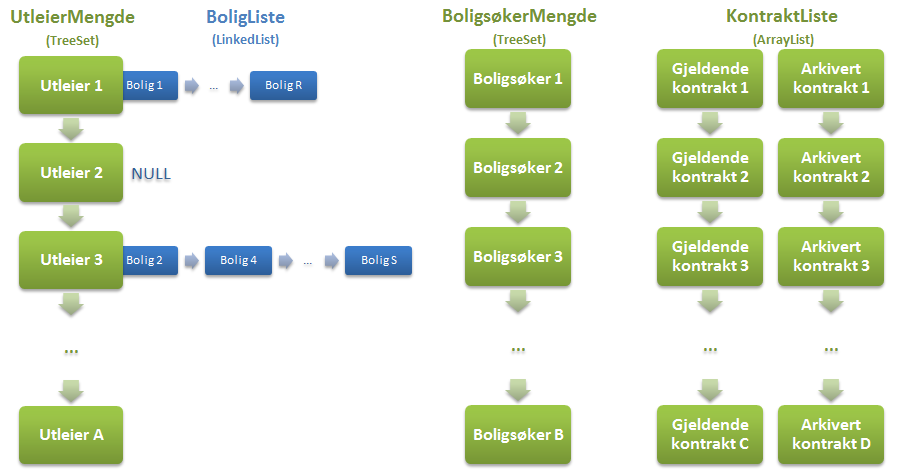 UtleierMengde
(TreeSet)
BoligListe
(LinkedList)
BoligsøkerMengde
(TreeSet)
KontraktListe
(ArrayList)
Utleier 1
Bolig 1
...
Bolig R
Utleier 2
NULL
Utleier 3
Bolig 2
Bolig 4
...
Bolig S
...
Utleier A
Boligsøker 1
Boligsøker 2
Boligsøker 3
...
Boligsøker B
Gjeldende
kontrakt 1
Gjeldende
kontrakt 2
Gjeldende
kontrakt 3
...
Gjeldende
kontrakt C
Arkivert
kontrakt 1
Arkivert
kontrakt 2
Arkivert
kontrakt 3
...
Arkivert
kontrakt D